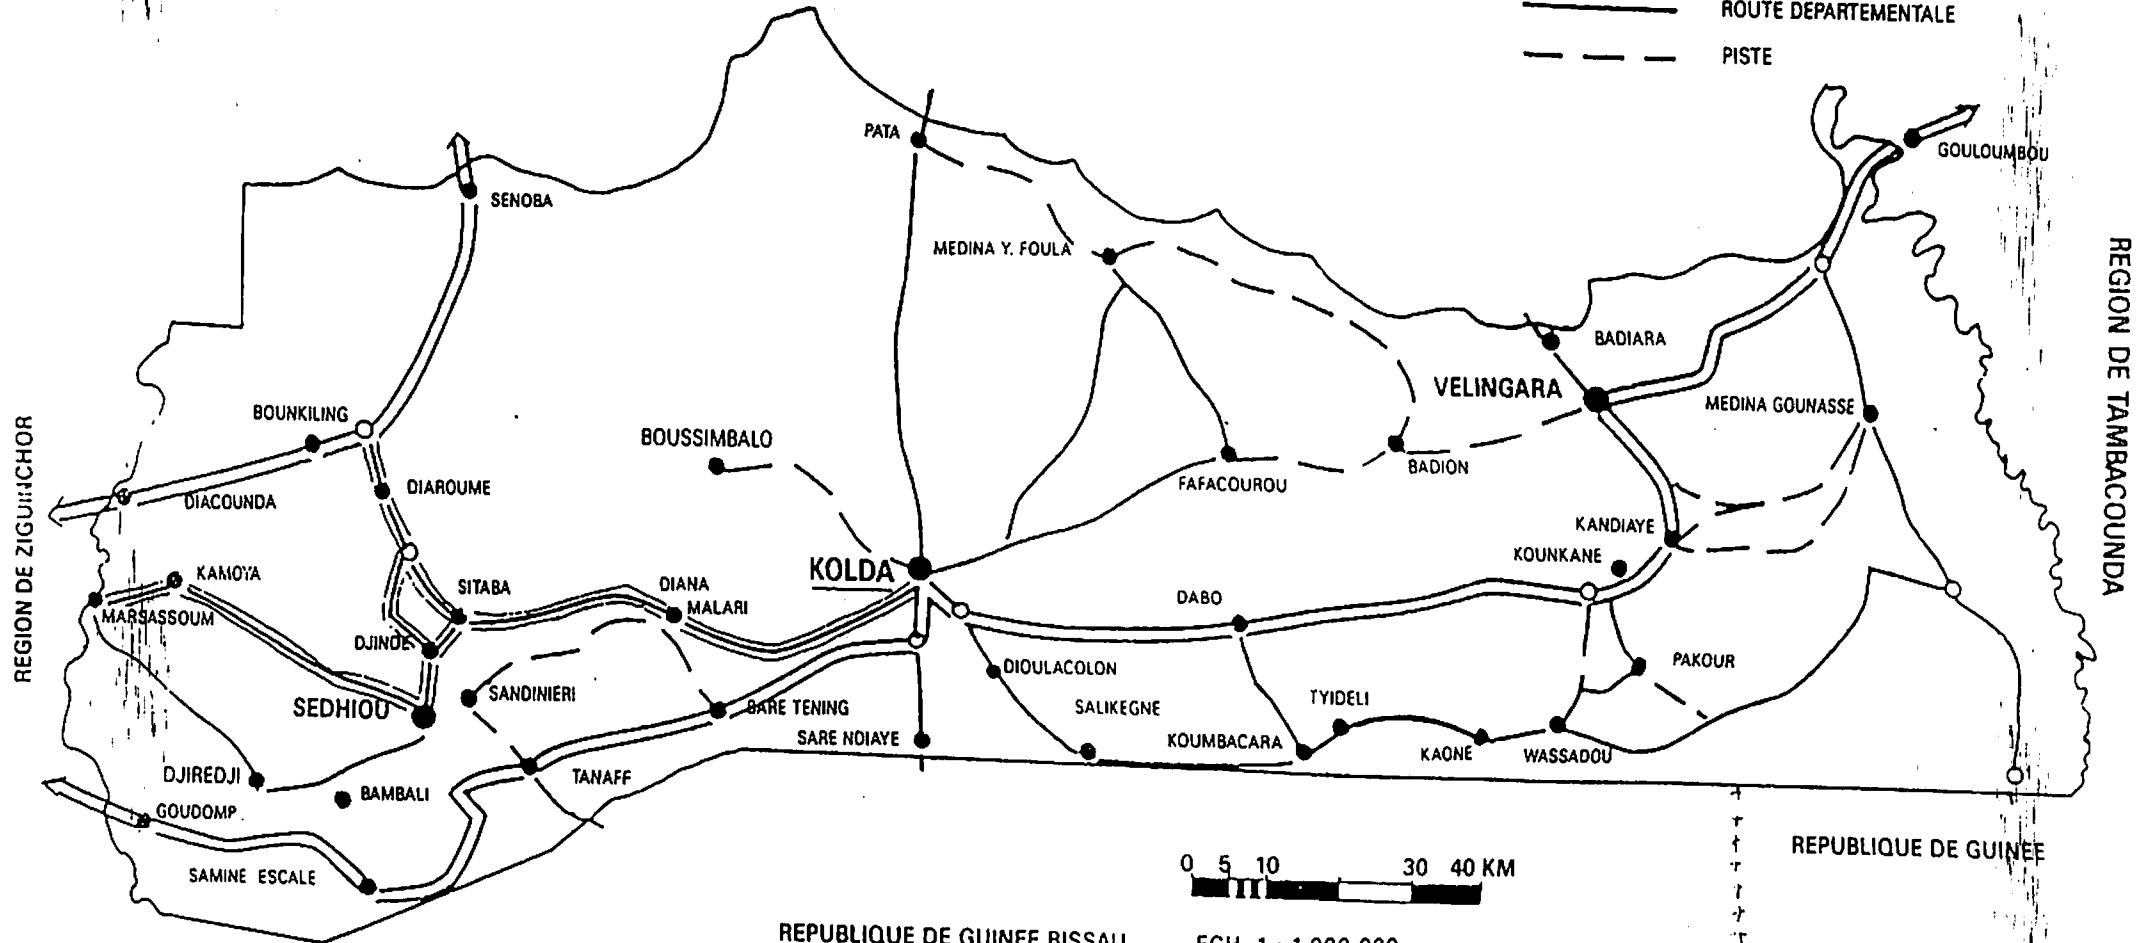 ROUTE DEPARTEMENTALE
PISTE
PATA
GOULOUMBOU
SENOBA
MEDINA Y. FOULA
REGION DE TAMBACOUNDA
BADIARA
VELINGARA
MEDINA GOUNASSE
BOUNKILING
BOUSSIMBALO
BADION
DIAROUME
FAFACOUROU
DIACOUNDA
REGION DE ZIGUINCHOR
KANDIAYE
KOUNKANE
KAMOYA
KOLDA
SITABA
DIANA
MALARI
DABO
MARSASSOUM
DJINDE
DIOULACOLON
PAKOUR
SANDINIERI
SEDHIOU
TYIDELI
SARE TENING
SALIKEGNE
SARE NDIAYE
KOUMBACARA
KAONE
WASSADOU
DJIREDJI
TANAFF
BAMBALI
GOUDOMP
REPUBLIQUE DE GUINEE
0 5 10 30 40 KM
SAMINE ESCALE
REPUBLIQUE DE GUINEE BISSAU